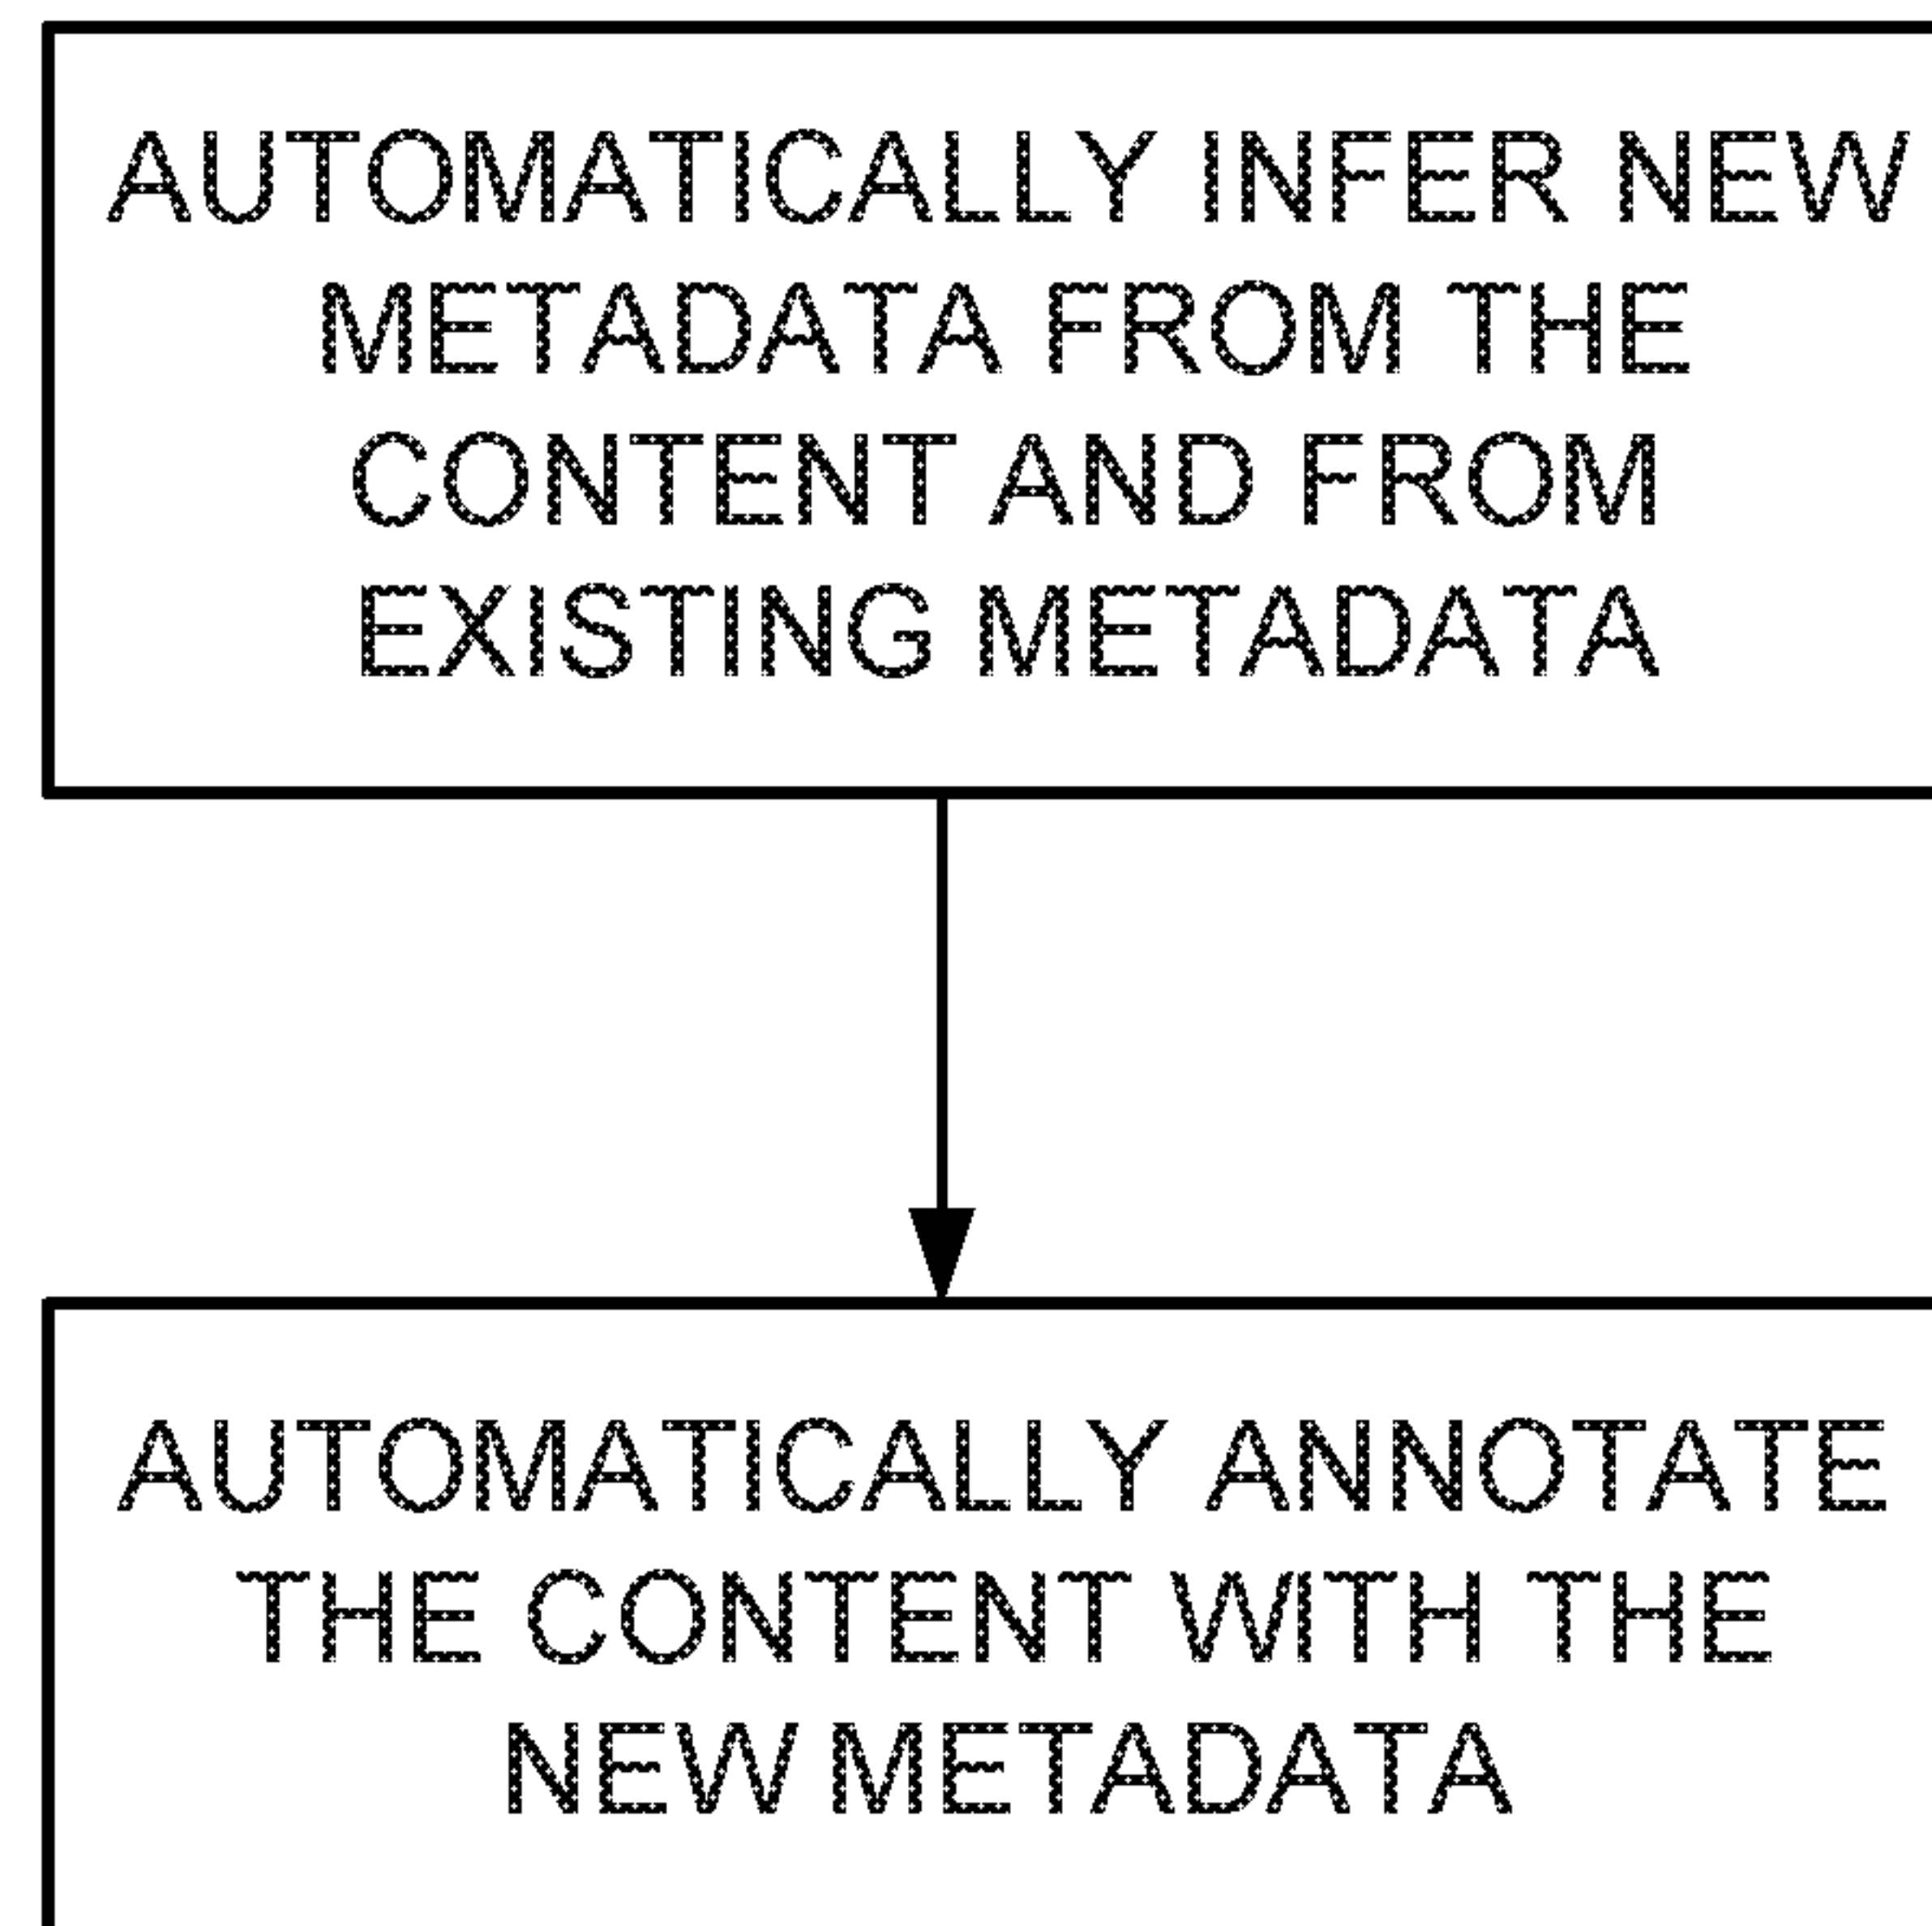 AUTOMATICALLY INFER NEW
METADATA FROM THE
CONTENT AND FROM
EXISTING METADATA
AUTOMATICALLY ANNOTATE
THE CONTENT WITH THE
NEW METADATA